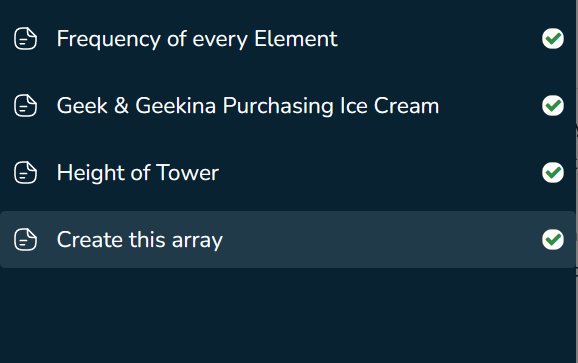 Frequency of every Element
Geek & Geekina Purchasing Ice Cream
Height of Tower
Create this array